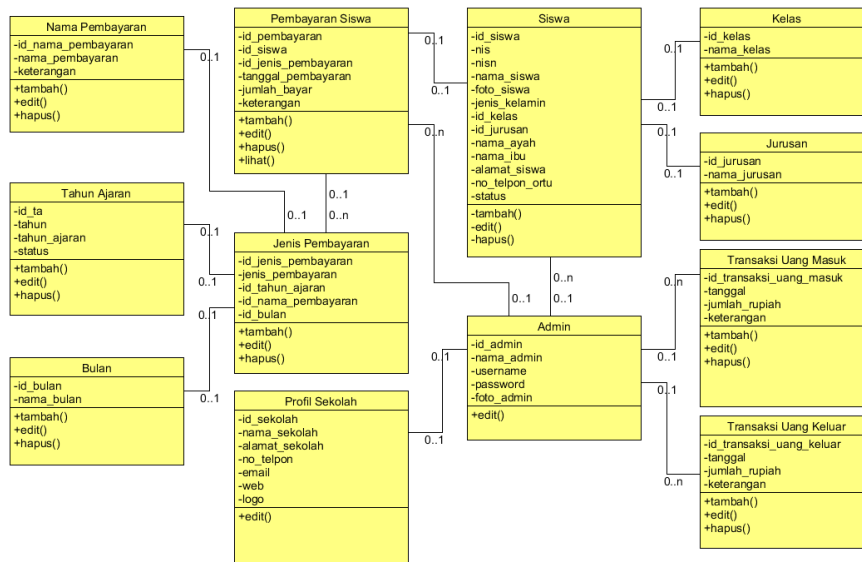 Nama Pembayaran
-id_nama_pembayaran
-nama_pembayaran
-keterangan
+tambah()
+edit()
+hapus()
Pembayaran Siswa
-id_pembayaran
-id_siswa
-id_jenis_pembayaran
-tanggal_pembayaran
-jumlah_bayar
-keterangan
+tambah()
+edit()
+hapus()
+lihat()
Siswa
-id_siswa
-nis
-nisn
-nama_siswa
-foto_siswa
-jenis_kelamin
-id_kelas
-id_jurusan
-nama_ayah
-nama_ibu
-alamat_siswa
-no_telpon_ortu
-status
-tambah()
-edit()
-hapus()
Kelas
-id_kelas
-nama_kelas
+tambah()
+edit()
+hapus()
Jurusan
-id_jurusan
-nama_jurusan
+tambah()
+edit()
+hapus()
Tahun Ajaran
-id_ta
-tahun
-tahun_ajaran
-status
+tambah()
+edit()
+hapus()
Jenis Pembayaran
-id_jenis_pembayaran
-jenis_pembayaran
-id_tahun_ajaran
-id_nama_pembayaran
-id_bulan
+tambah()
+edit()
+hapus()
Transaksi Uang Masuk
-id_transaksi_uang_masuk
-tanggal
-jumlah_rupiah
-keterangan
+tambah()
+edit()
+hapus()
Bulan
-id_bulan
-nama_bulan
+tambah()
+edit()
+hapus()
Profil Sekolah
-id_sekolah
-nama_sekolah
-alamat_sekolah
-no_telpon
-email
-web
-logo
+edit()
Admin
-id_admin
-nama_admin
-username
-password
-foto_admin
+edit()
Transaksi Uang Keluar
-id_transaksi_uang_keluar
-tanggal
-jumlah_rupiah
-keterangan
+tambah()
+edit()
+hapus()
0..1
0..1
0..1
0..1
0..1
0..1
0..1
0..1
0..n
0..1
0..1
0..n
0..1
0..1
0..1
0..1
0..n
0..1
0..1
0..1
0..n
0..1
0..1
0..n